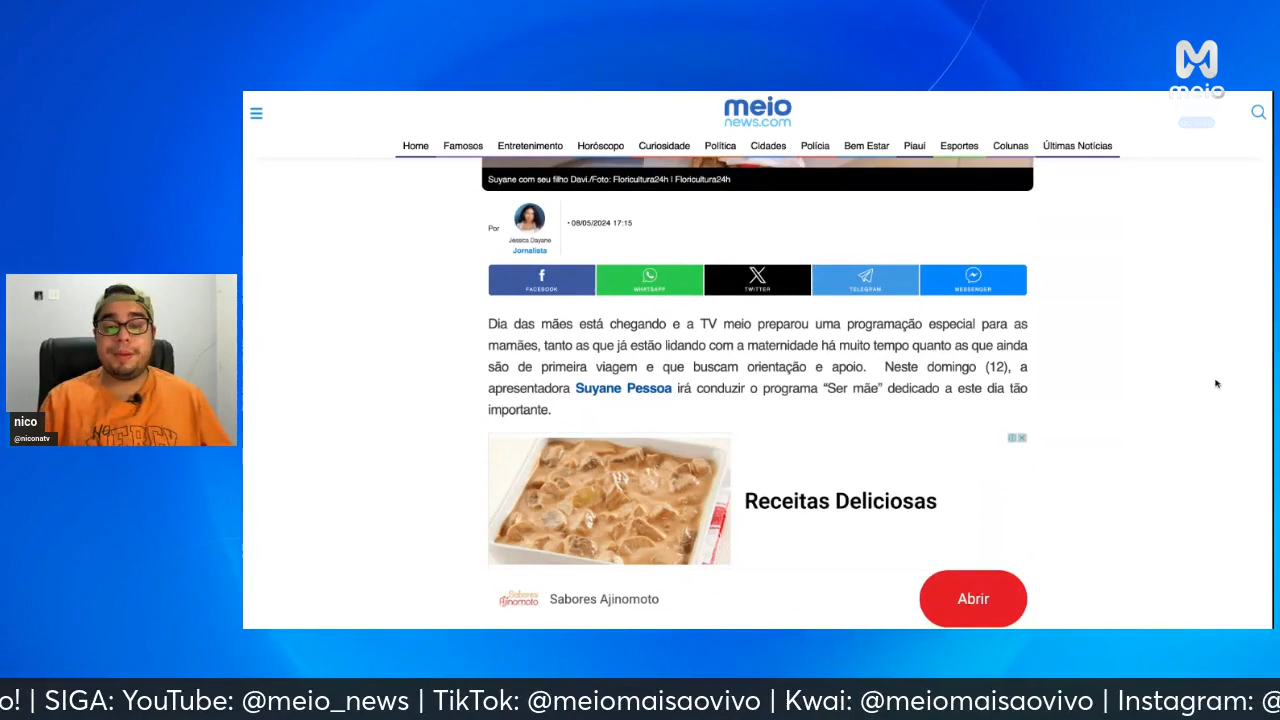 meio
meio
news.com
Home Famosos Entretenimento Horóscopo Curiosidade Política Cidades Polícia Bem Estar Piauí Esportes Colunas Últimas Notícias
Suyane com seu filho Davi./Foto: Floricultura24h | Floricultura24h
Por
• 08/05/2024 17:15
Jessica Dayane
Jornalista
FACEBOOK
WHATSAPP
TWITTER
TELEGRAM
MESSENGER
Dia das mães está chegando e a TV meio preparou uma programação especial para as
mamães, tanto as que já estão lidando com a maternidade há muito tempo quanto as que ainda
são de primeira viagem e que buscam orientação e apoio. Neste domingo (12), a
apresentadora Suyane Pessoa irá conduzir o programa “Ser mãe” dedicado a este dia tão
importante.
Receitas Deliciosas
Sabores Ajinomoto
Sabores Ajinomoto
Abrir
nico
@niconatv
o! | SIGA: YouTube: @meio_news | TikTok: @meiomaisaovivo | Kwai: @meiomaisaovivo | Instagram: @